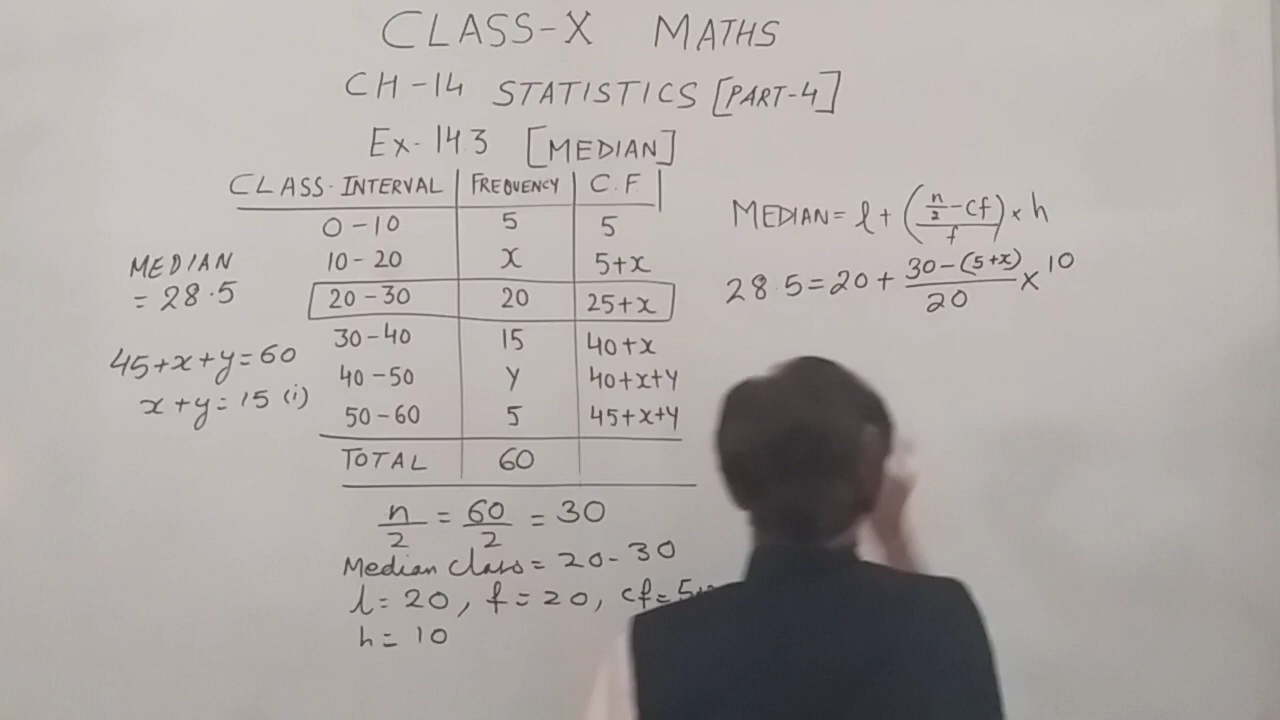 CLASS-X MATHS
CH-14 STATISTICS [PART-4]
Ex-14.3 [MEDIAN]
CLASS-INTERVAL FREQUENCY C.F
0-10 5 5
10-20 x 5+x
20-30 20 25+x
30-40 15 40+x
40-50 y 40+x+y
50-60 5 45+x+y
TOTAL 60
MEDIAN
= 28.5
45+x+y=60
x+y=15 (i)
n/2 = 60/2 = 30
Median class = 20-30
l = 20, f = 20, cf = 5+
h = 10
MEDIAN = l + ((n/2 - cf)/f) × h
28.5 = 20 + (30-(5+x))/20 × 10